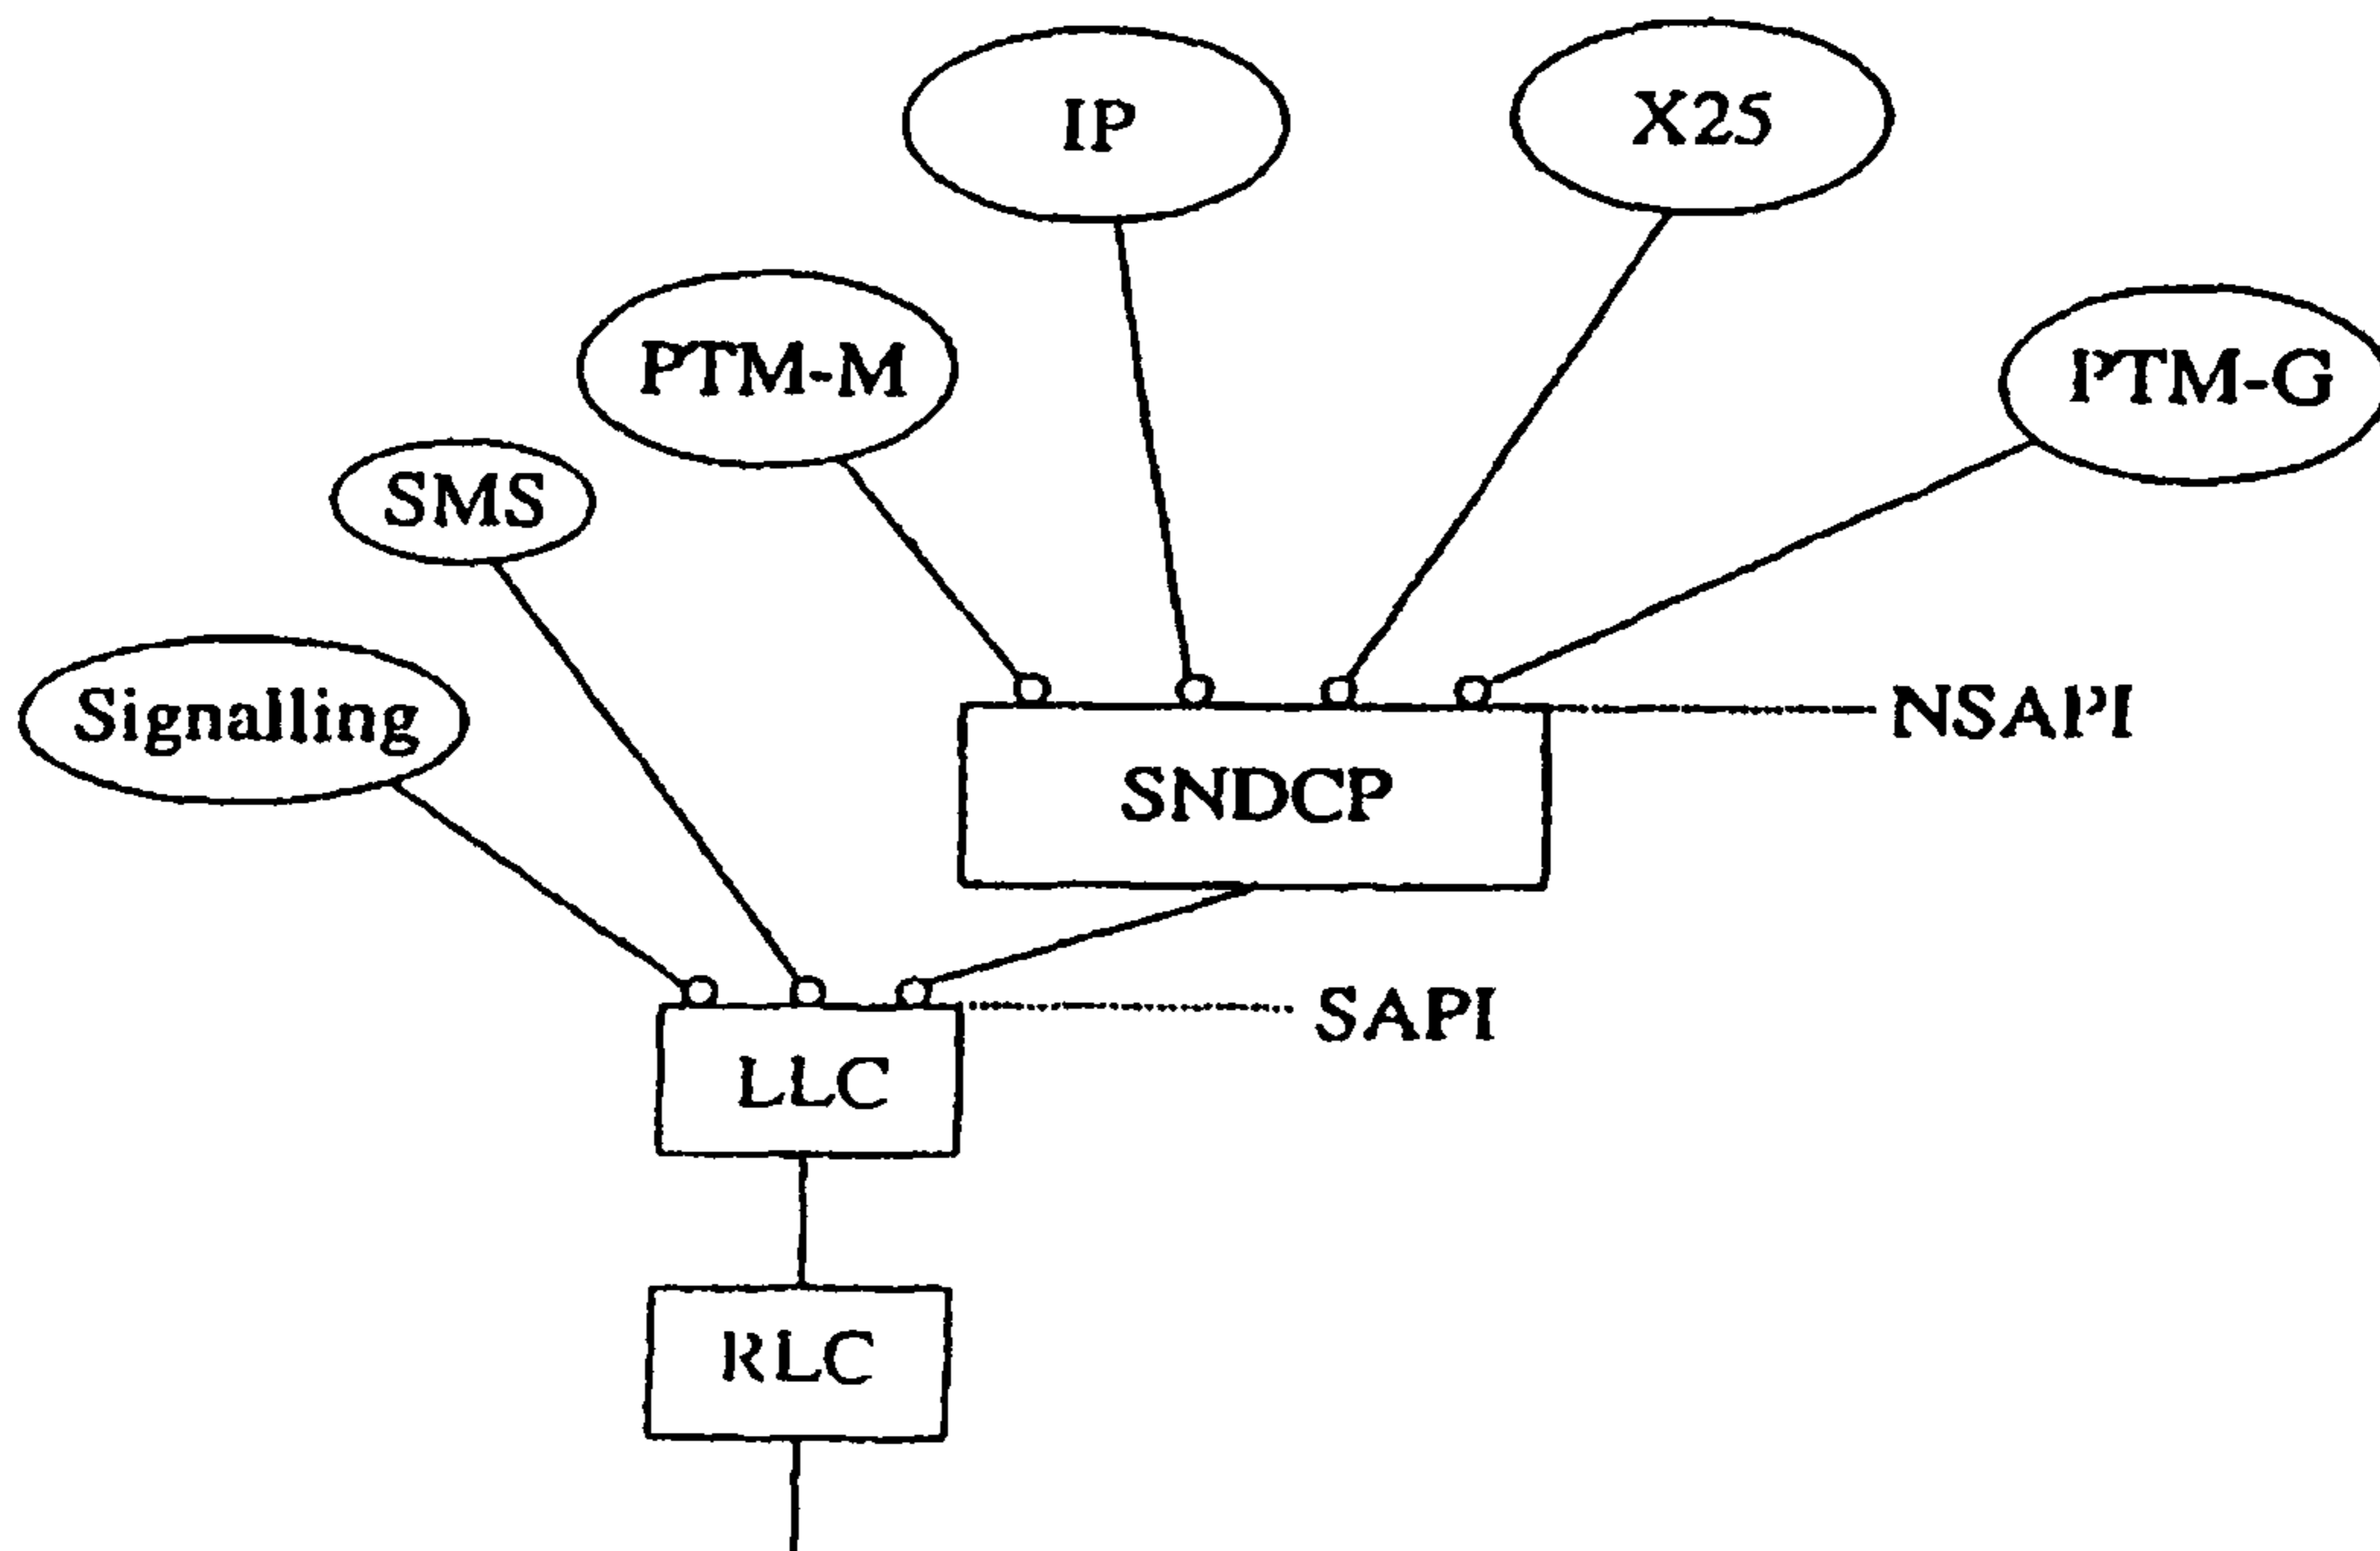 IP
X25
PTM-M
PTM-G
SMS
Signalling
NSAPI
SNDCP
SAPI
LLC
RLC